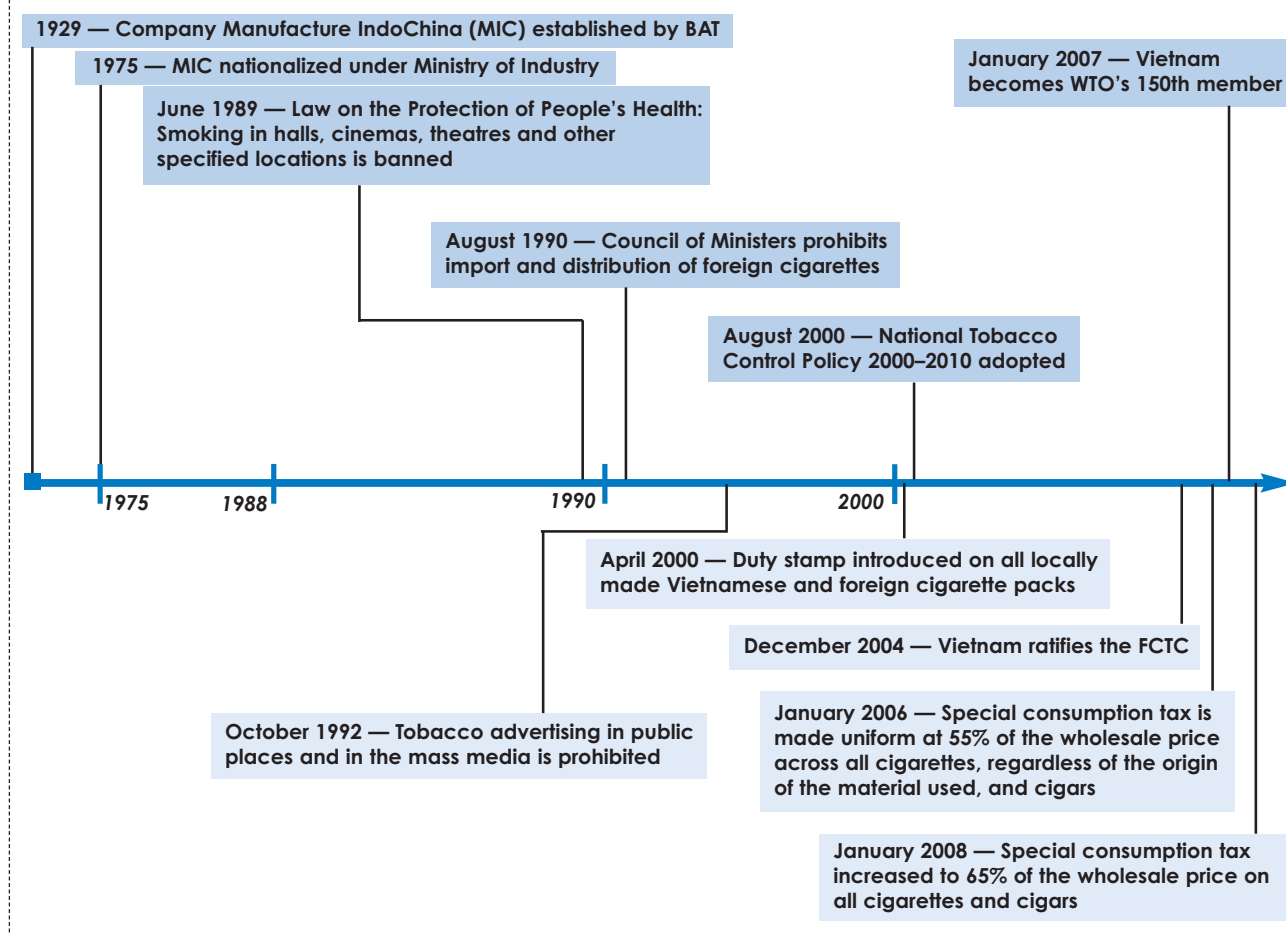 1929 — Company Manufacture IndoChina (MIC) established by BAT
1975 — MIC nationalized under Ministry of Industry
June 1989 — Law on the Protection of People’s Health:
Smoking in halls, cinemas, theatres and other
specified locations is banned
January 2007 — Vietnam
becomes WTO’s 150th member
August 1990 — Council of Ministers prohibits
import and distribution of foreign cigarettes
August 2000 — National Tobacco
Control Policy 2000–2010 adopted
1975
1988
1990
2000
April 2000 — Duty stamp introduced on all locally
made Vietnamese and foreign cigarette packs
December 2004 — Vietnam ratifies the FCTC
October 1992 — Tobacco advertising in public
places and in the mass media is prohibited
January 2006 — Special consumption tax is
made uniform at 55% of the wholesale price
across all cigarettes, regardless of the origin
of the material used, and cigars
January 2008 — Special consumption tax
increased to 65% of the wholesale price on
all cigarettes and cigars